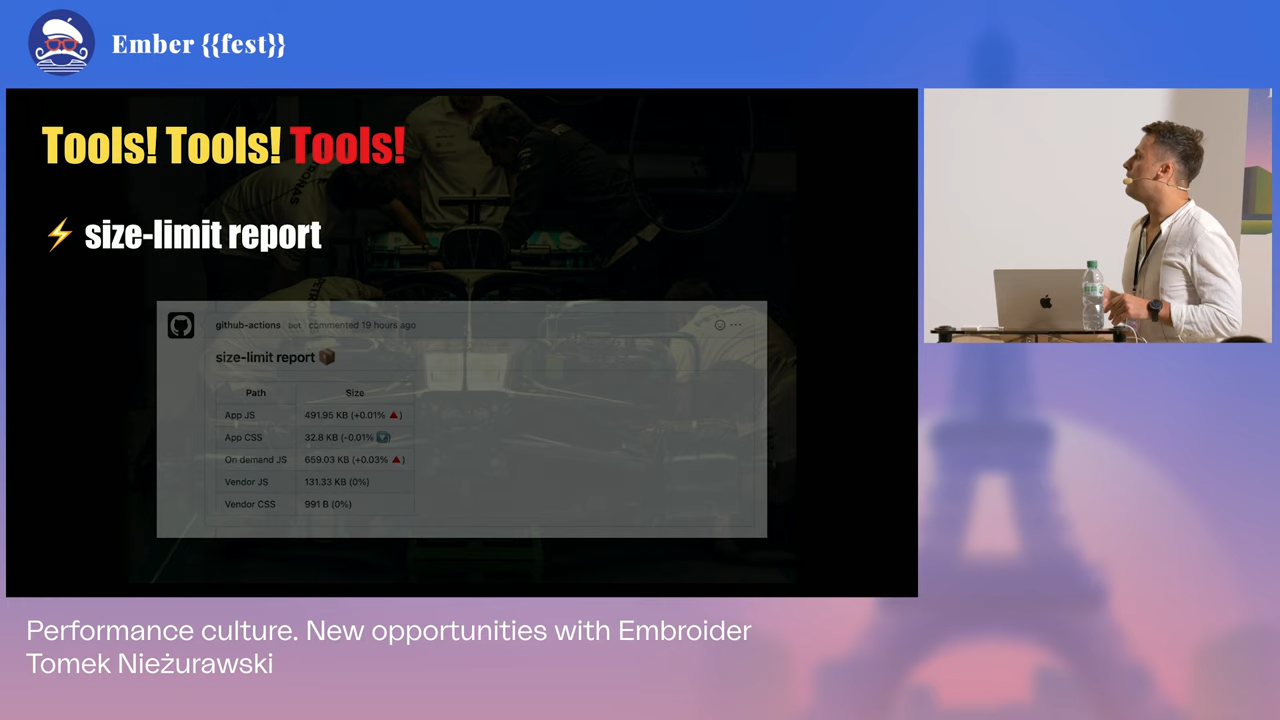 Ember {{fest}}
Tools! Tools! Tools!
⚡ size-limit report
github-actions bot commented 19 hours ago
size-limit report 📦
Path Size
App JS 491.95 KB (+0.01% 🔺)
App CSS 32.8 KB (-0.01% 🔽)
On demand JS 659.03 KB (+0.03% 🔺)
Vendor JS 131.33 KB (0%)
Vendor CSS 991 B (0%)
Performance culture. New opportunities with Embroider
Tomek Nieżurawski